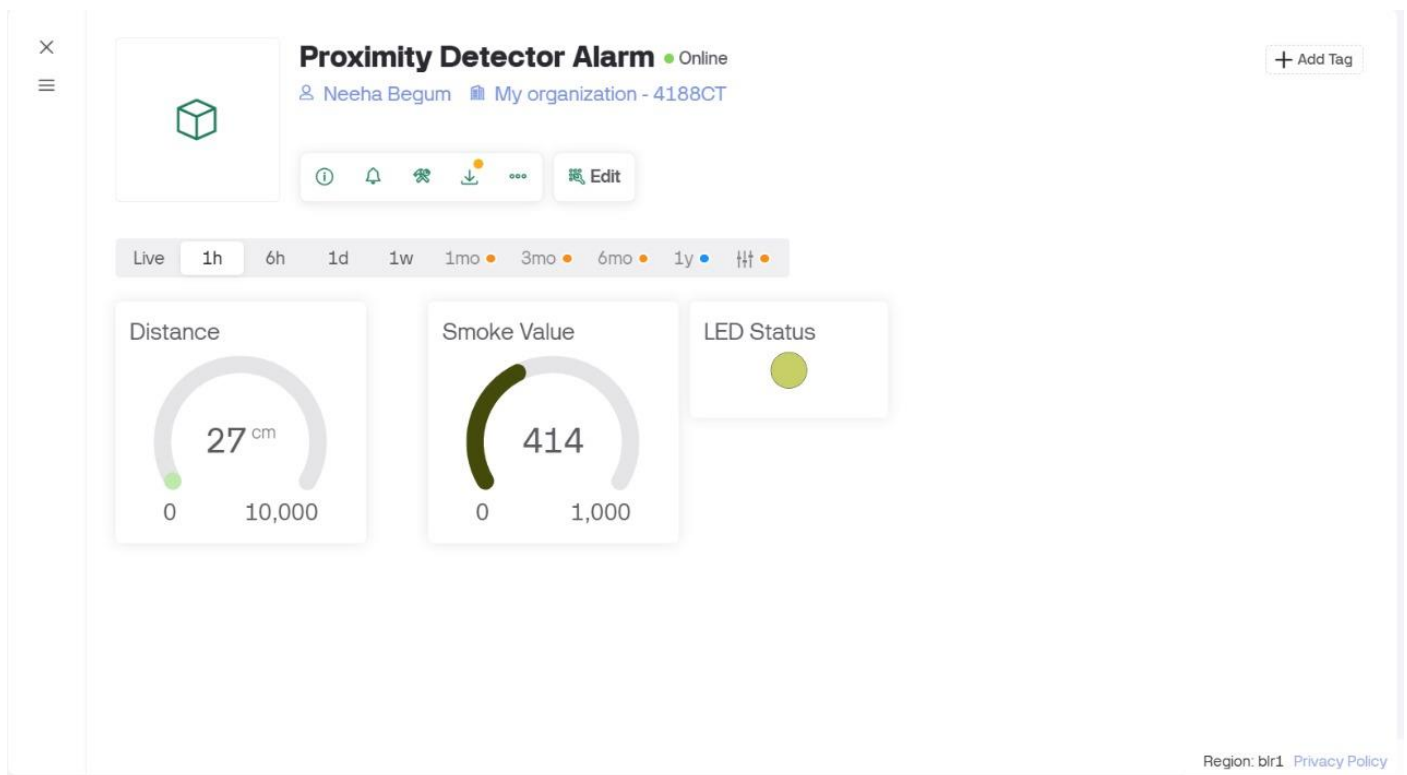 Proximity Detector Alarm Online
Neeha Begum My organization - 4188CT
+ Add Tag
Edit
Live 1h 6h 1d 1w 1mo 3mo 6mo 1y
Distance
27 cm
0 10,000
Smoke Value
414
0 1,000
LED Status
Region: blr1 Privacy Policy